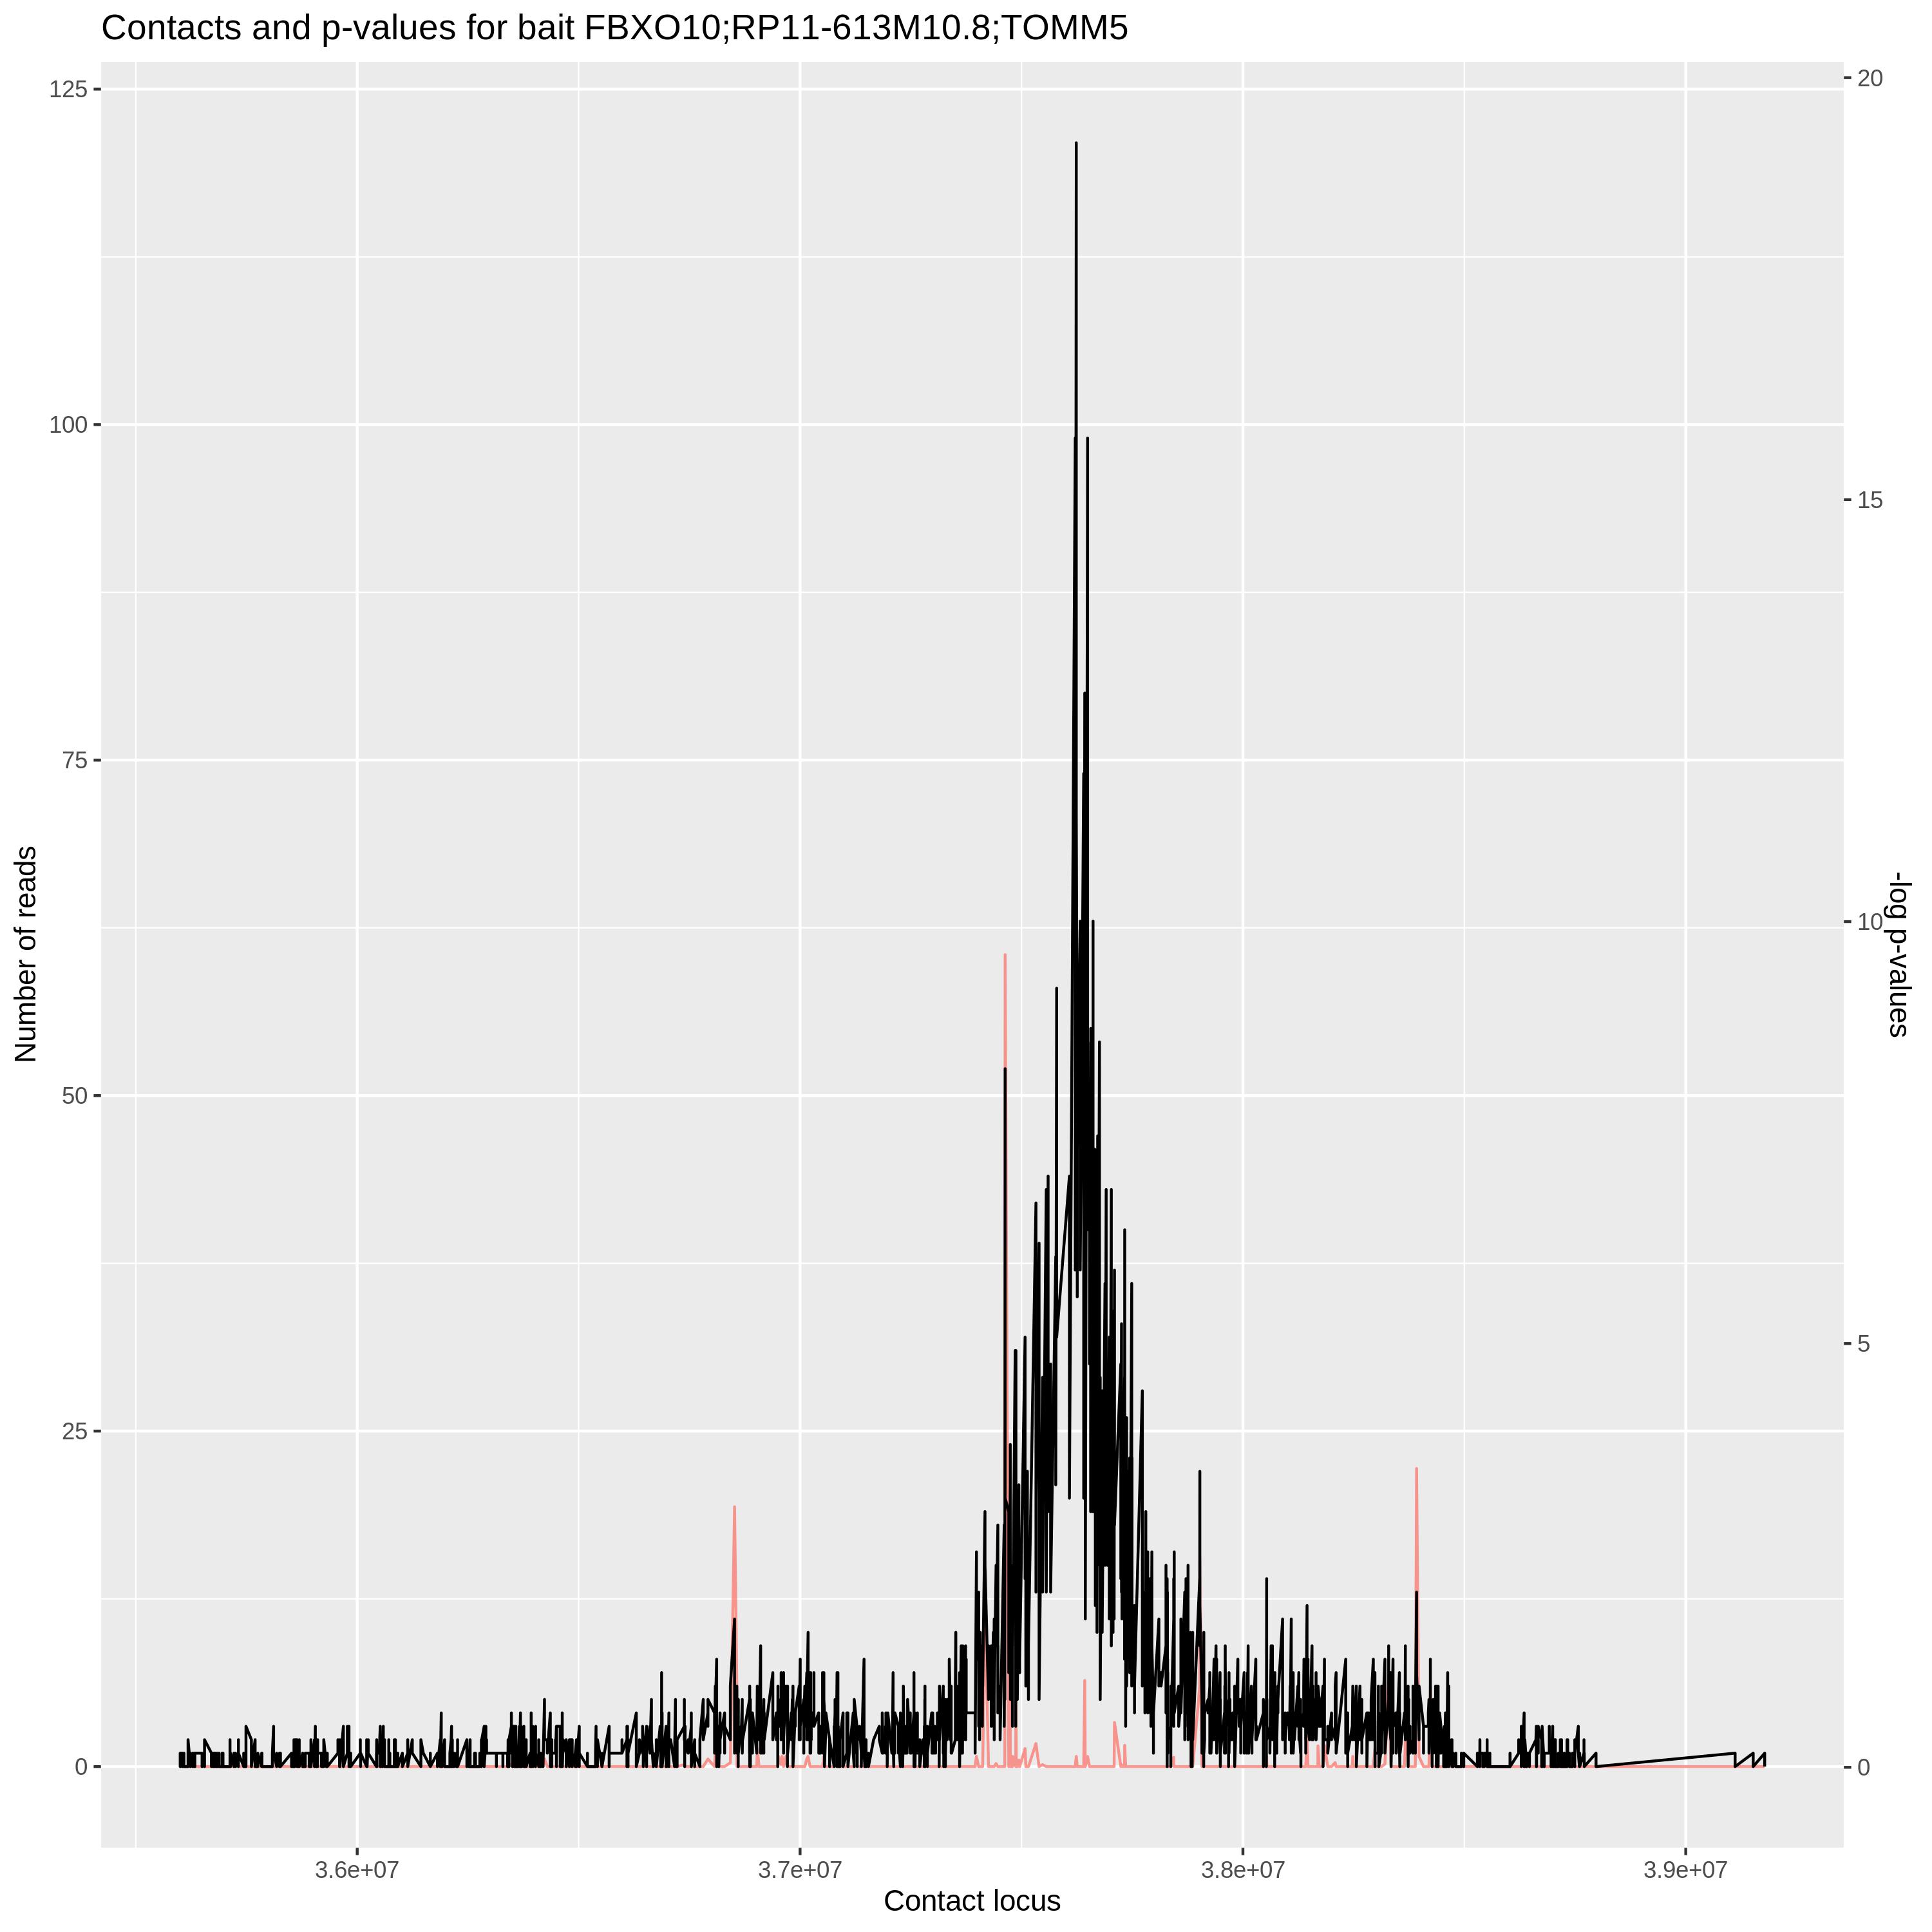 Contacts and p-values for bait FBXO10;RP11-613M10.8;TOMM5
125
100
75
50
25
0
20
15
10
5
0
Number of reads
-log p-values
3.6e+07 3.7e+07 3.8e+07 3.9e+07
Contact locus